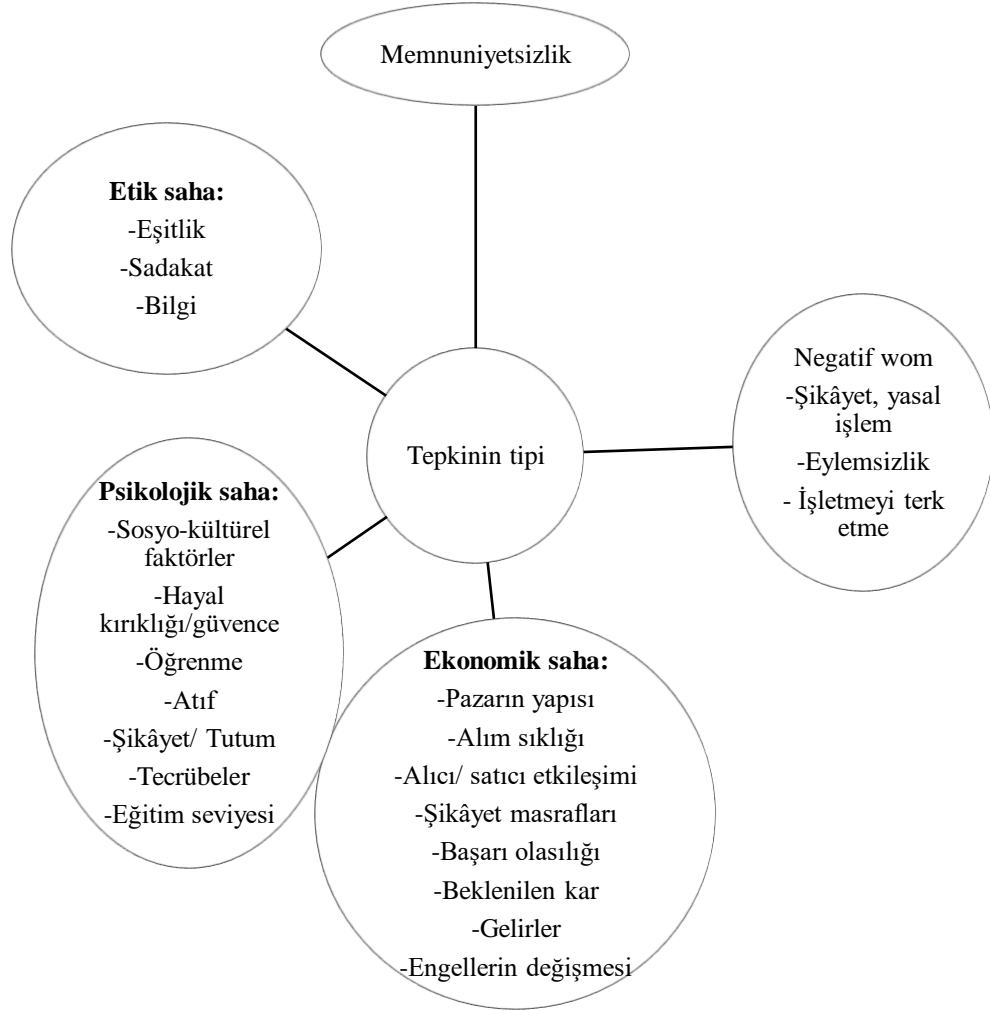 Memnuniyetsizlik
Etik saha:
-Eşitlik
-Sadakat
-Bilgi
Negatif wom
-Şikâyet, yasal
işlem
-Eylemsizlik
- İşletmeyi terk
etme
Tepkinin tipi
Psikolojik saha:
-Sosyo-kültürel
faktörler
-Hayal
kırıklığı/güvence
-Öğrenme
-Atıf
-Şikâyet/ Tutum
-Tecrübeler
-Eğitim seviyesi
Ekonomik saha:
-Pazarın yapısı
-Alım sıklığı
-Alıcı/ satıcı etkileşimi
-Şikâyet masrafları
-Başarı olasılığı
-Beklenilen kar
-Gelirler
-Engellerin değişmesi